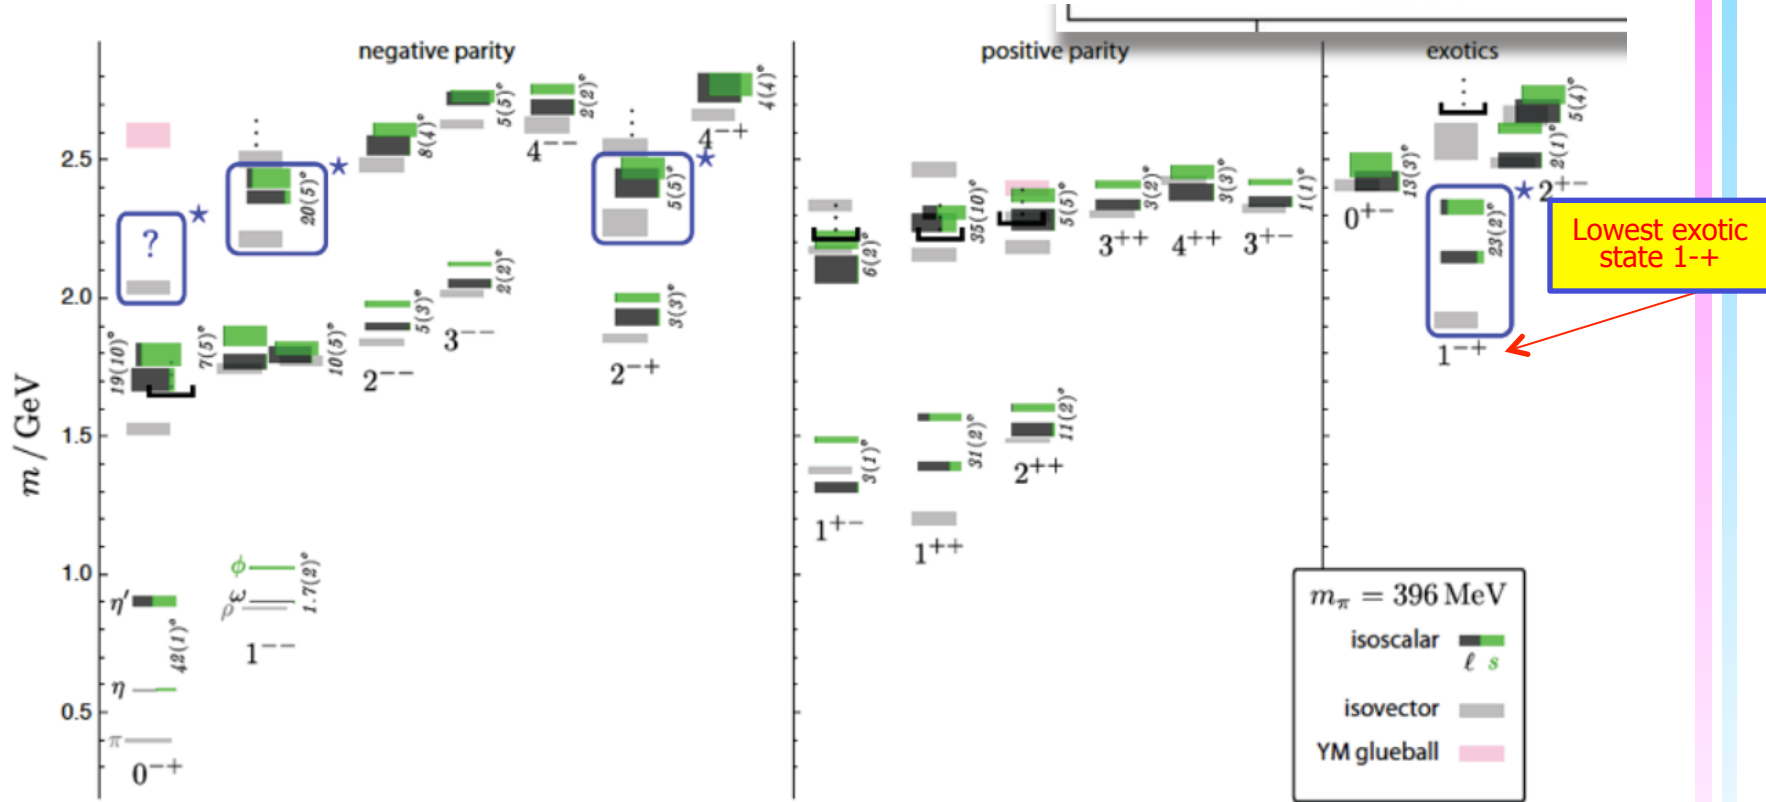 negative parity
positive parity
exotics
m / GeV
2.5
2.0
1.5
1.0
0.5
?
19(10)°
7(5)°
20(5)°
10(5)°
8(4)°
5(3)°
2⁻⁻
5(5)°
2(2)°
3⁻⁻
2(2)°
4⁻⁻
5(5)°
3(3)°
2⁻⁺
4(4)°
4⁻⁺
η′
42(1)°
η
π
0⁻⁺
ϕ
ω
ρ
1.7(2)°
1⁻⁻
6(2)°
3(1)°
1⁺⁻
35(10)°
31(2)°
1⁺⁺
5(5)°
11(2)°
2⁺⁺
3(2)°
3⁺⁺
3(3)°
4⁺⁺
1(1)°
3⁺⁻
13(3)°
0⁺⁻
23(2)°
1⁻⁺
5(4)°
2(1)°
2⁺⁻
Lowest exotic
state 1-+
mπ = 396 MeV
isoscalar
ℓ s
isovector
YM glueball